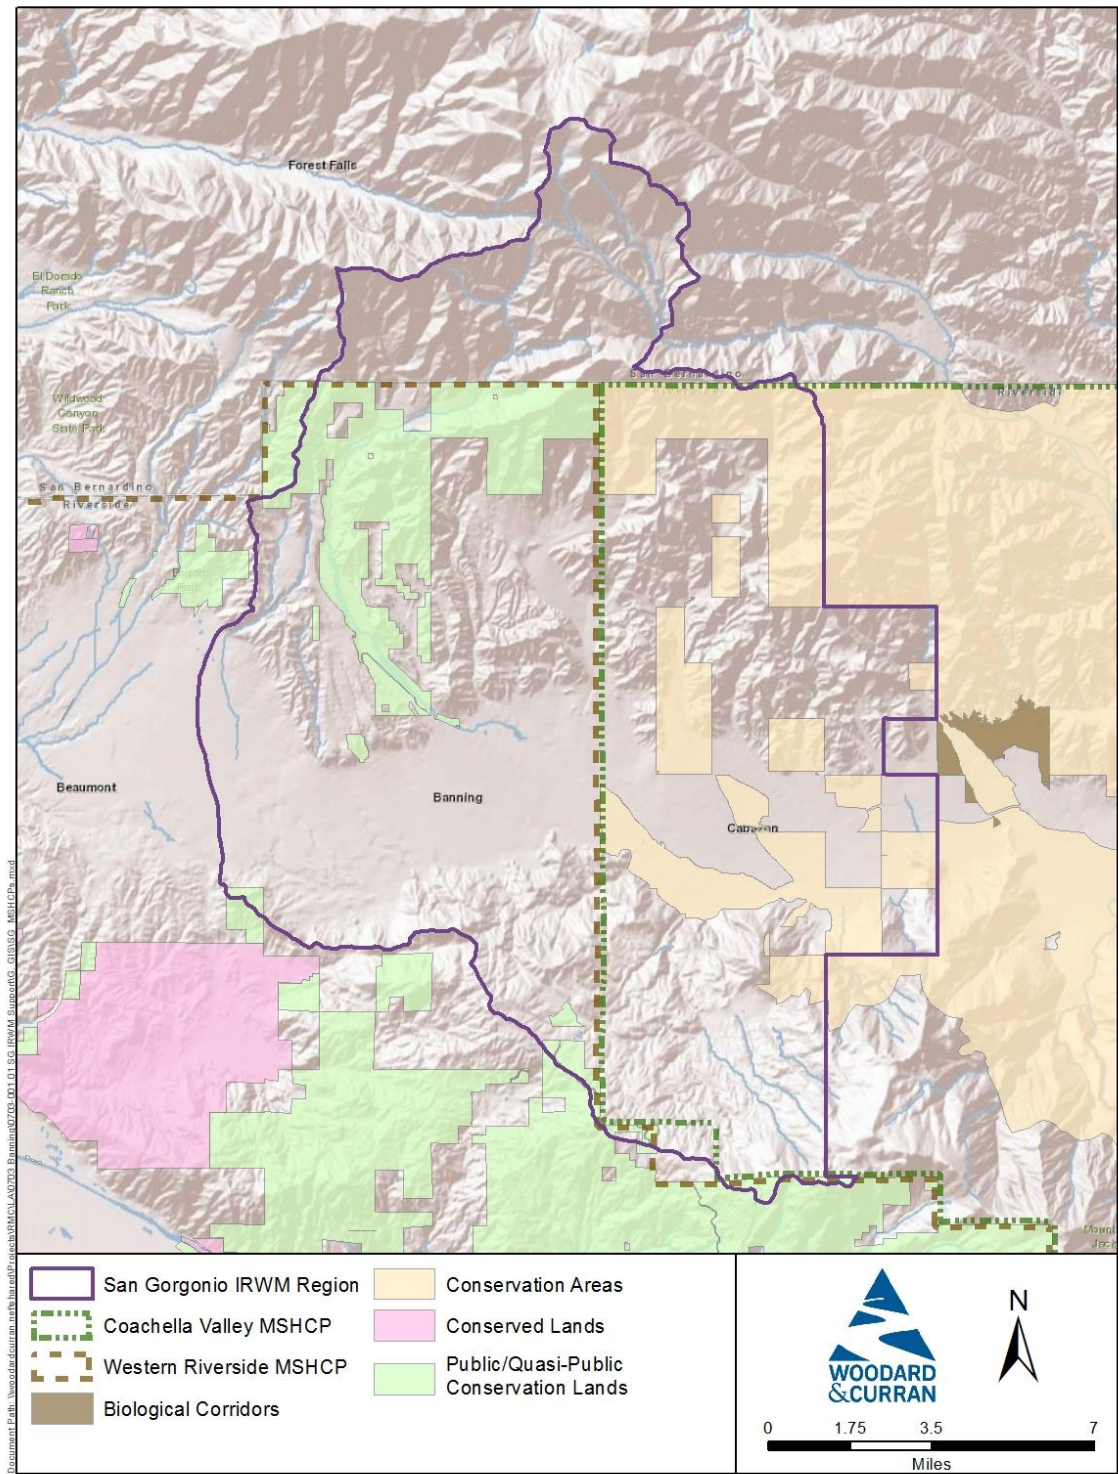 Forest Falls
El Dorado
Ranch
Park
San Bernardino
Riverside
Riverside
Wildwood
Canyon
State Park
San Bernardino
Riverside
Beaumont
Banning
Cabazon
San Gorgonio IRWM Region
Coachella Valley MSHCP
Western Riverside MSHCP
Biological Corridors
Conservation Areas
Conserved Lands
Public/Quasi-Public
Conservation Lands
WOODARD
&CURRAN
N
0 1.75 3.5 7
Miles